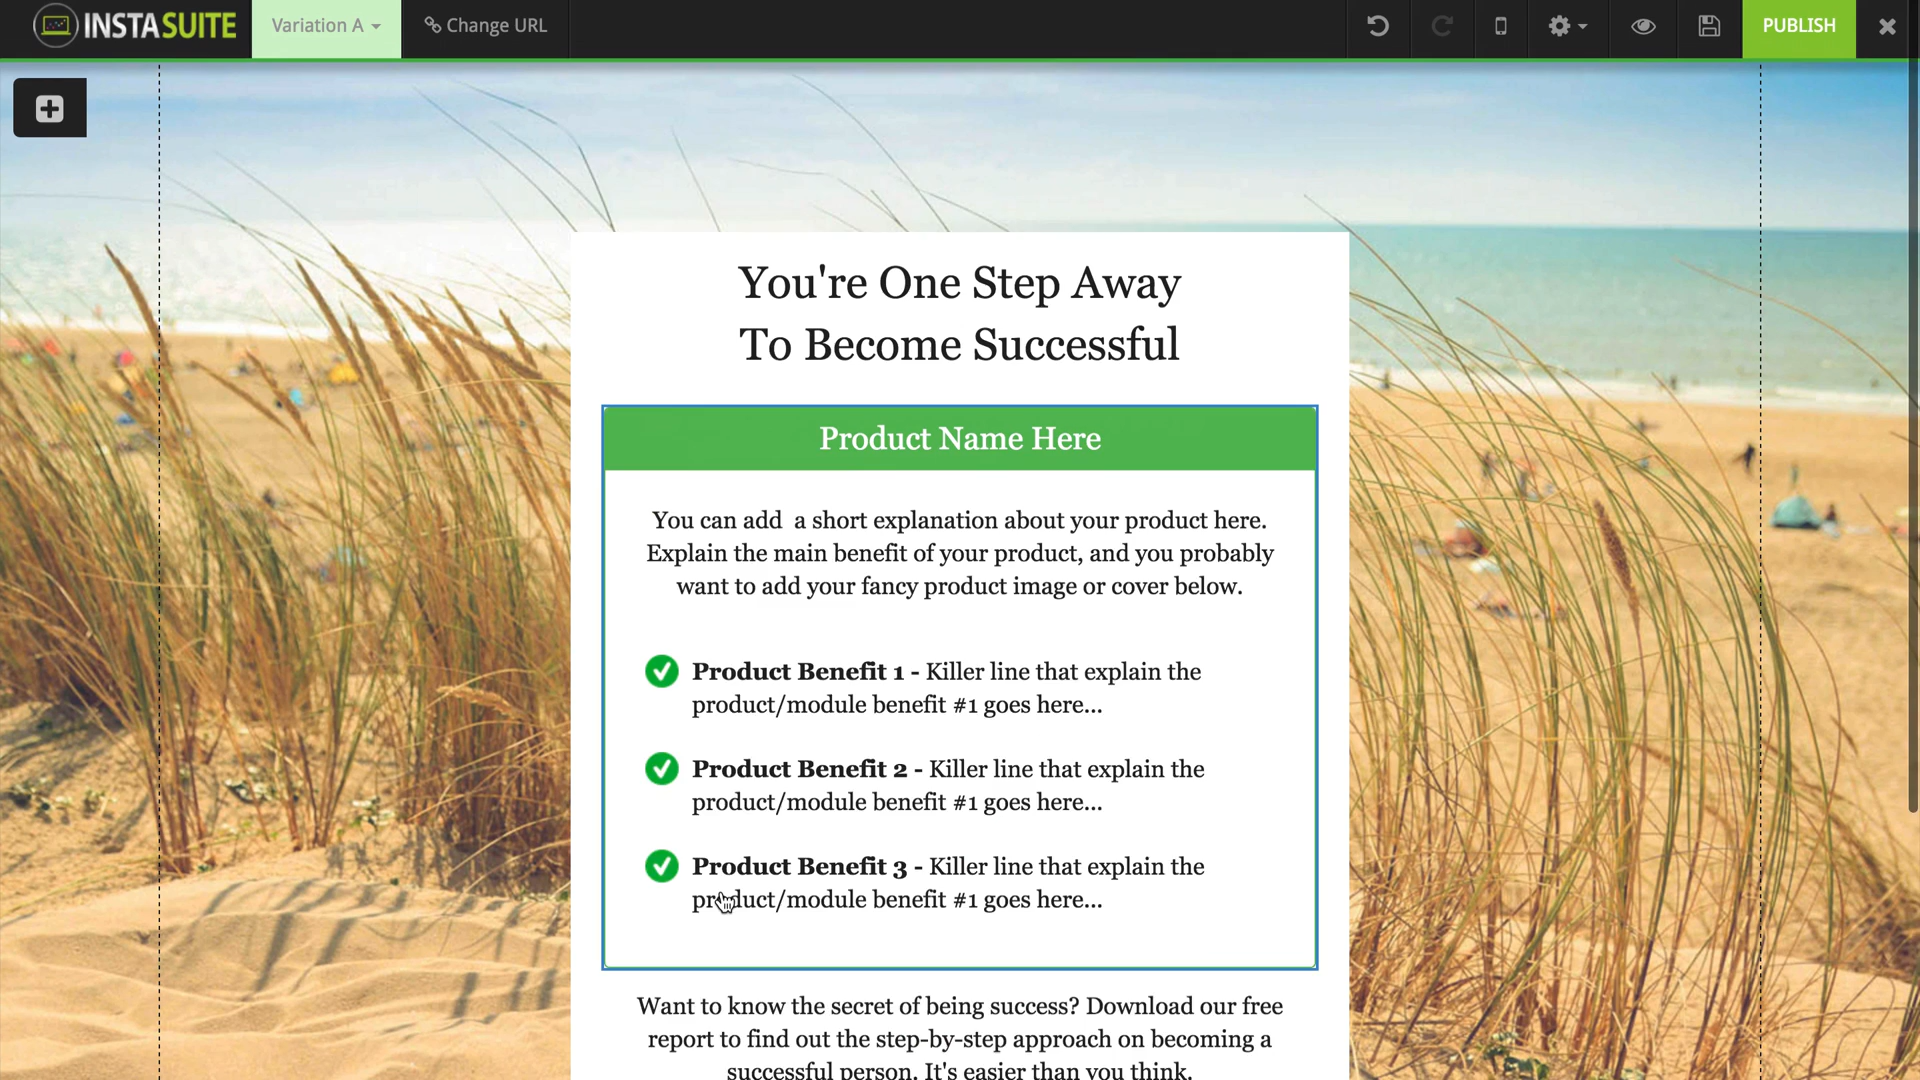 INSTASUITE
Variation A
Change URL
PUBLISH
You're One Step Away
To Become Successful
Product Name Here
You can add  a short explanation about your product here.
Explain the main benefit of your product, and you probably
want to add your fancy product image or cover below.
Product Benefit 1 - Killer line that explain the
product/module benefit #1 goes here...
Product Benefit 2 - Killer line that explain the
product/module benefit #1 goes here...
Product Benefit 3 - Killer line that explain the
product/module benefit #1 goes here...
Want to know the secret of being success? Download our free
report to find out the step-by-step approach on becoming a
successful person. It's easier than you think.